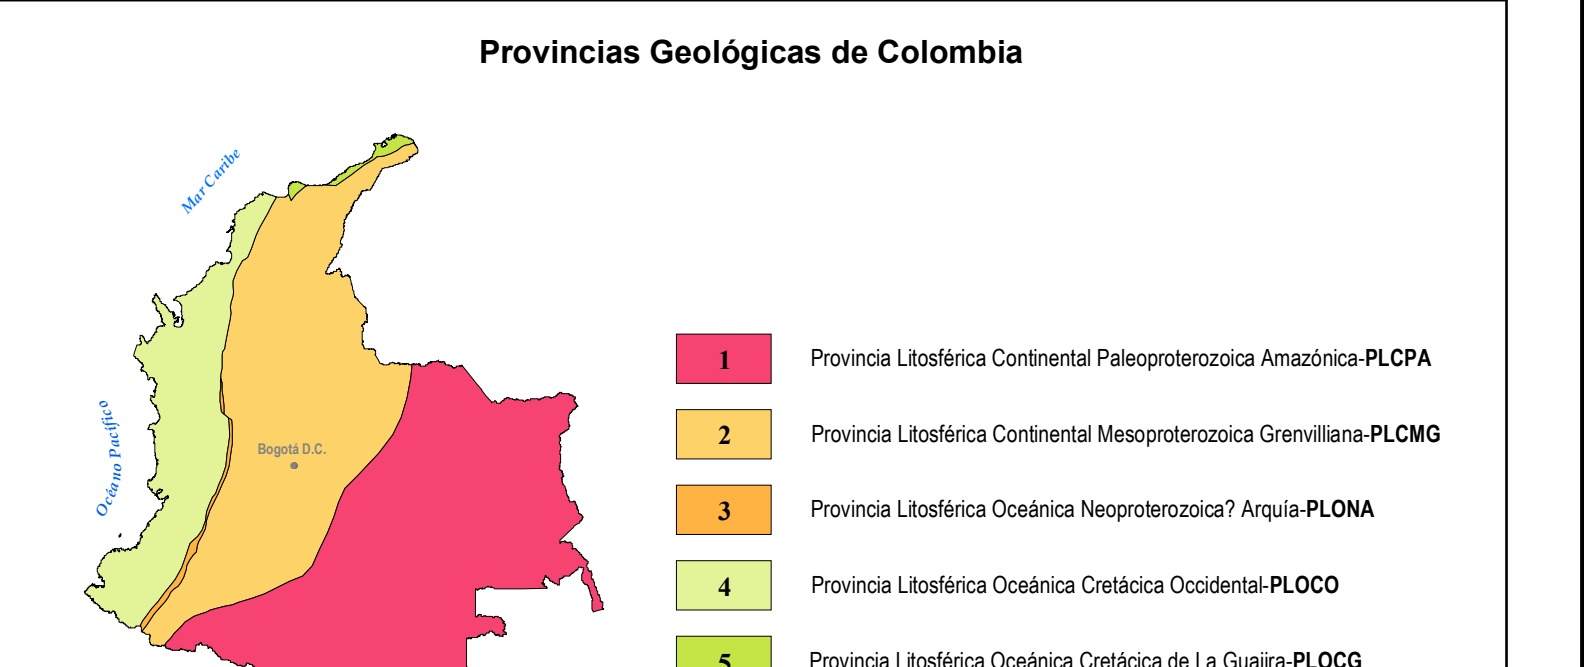 Provincias Geológicas de Colombia
Mar Caribe
1 Provincia Litosférica Continental Paleoproterozoica Amazónica-PLCPA
Océano Pacífico
2 Provincia Litosférica Continental Mesoproterozoica Grenvilliana-PLCMG
Bogotá D.C.
3 Provincia Litosférica Oceánica Neoproterozoica? Arquía-PLONA
4 Provincia Litosférica Oceánica Cretácica Occidental-PLOCO
5 Provincia Litosférica Oceánica Cretácica de La Guajira-PLOCG